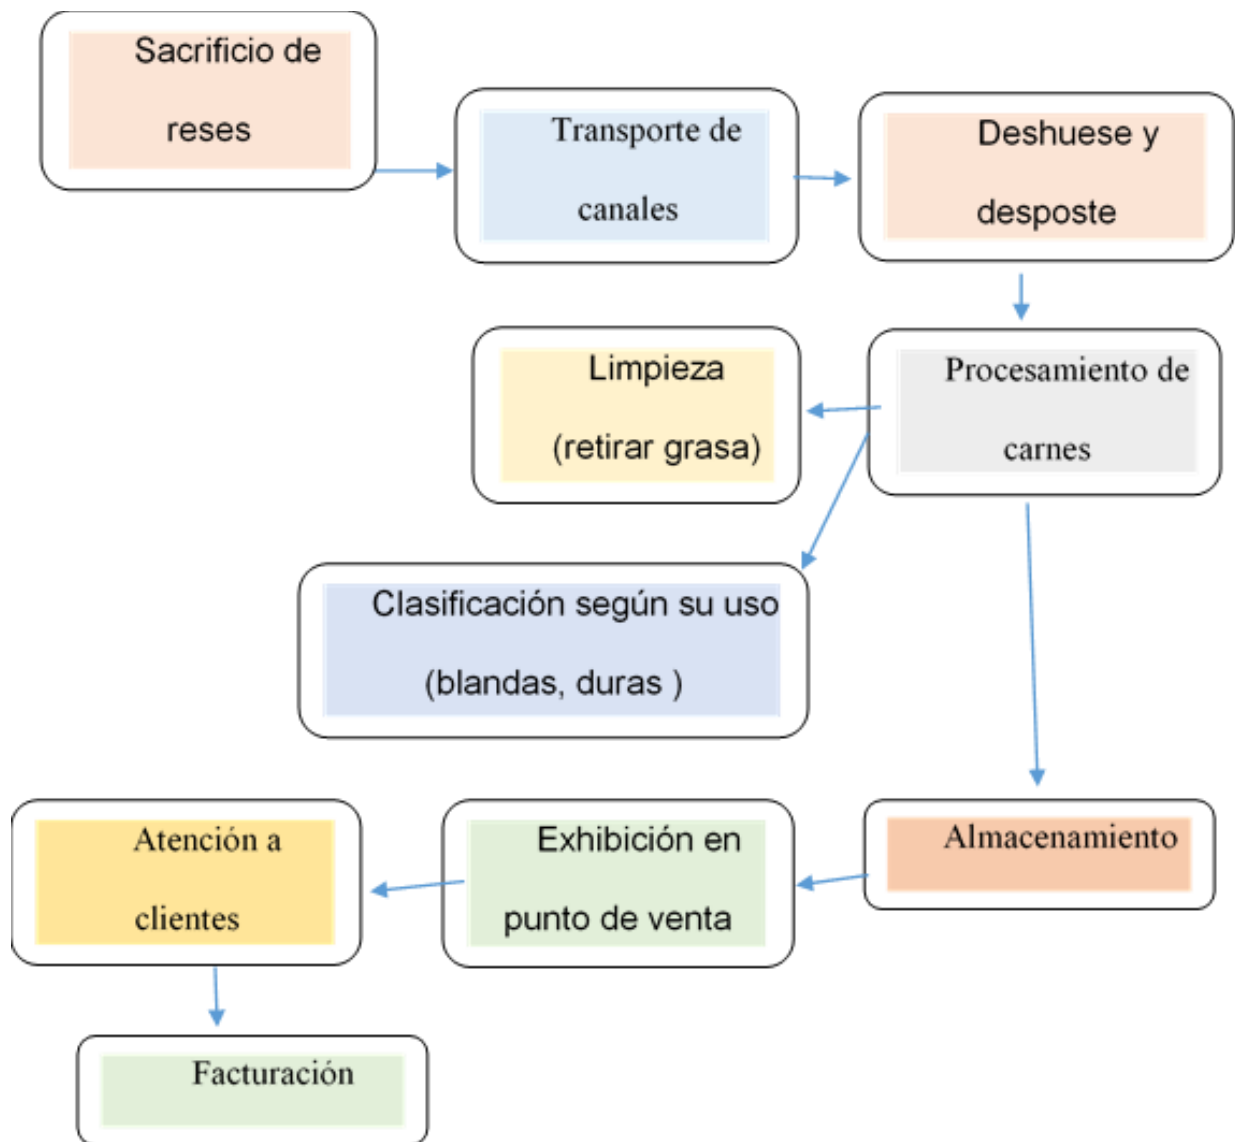 Sacrificio de
reses
Transporte de
canales
Deshuese y
desposte
Procesamiento de
carnes
Limpieza
(retirar grasa)
Clasificación según su uso
(blandas, duras )
Almacenamiento
Exhibición en
punto de venta
Atención a
clientes
Facturación